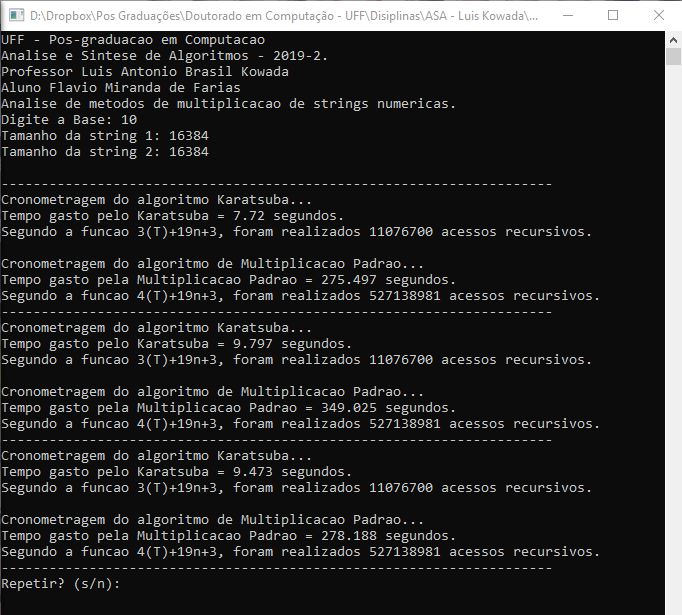 D:\Dropbox\Pos Graduações\Doutorado em Computação - UFF\Disiplinas\ASA - Luis Kowada\...
UFF - Pos-graduacao em Computacao
Analise e Sintese de Algoritmos - 2019-2.
Professor Luis Antonio Brasil Kowada
Aluno Flavio Miranda de Farias
Analise de metodos de multiplicacao de strings numericas.
Digite a Base: 10
Tamanho da string 1: 16384
Tamanho da string 2: 16384
---------------------------------------------------------------------
Cronometragem do algoritmo Karatsuba...
Tempo gasto pelo Karatsuba = 7.72 segundos.
Segundo a funcao 3(T)+19n+3, foram realizados 11076700 acessos recursivos.
Cronometragem do algoritmo de Multiplicacao Padrao...
Tempo gasto pela Multiplicacao Padrao = 275.497 segundos.
Segundo a funcao 4(T)+19n+3, foram realizados 527138981 acessos recursivos.
---------------------------------------------------------------------
Cronometragem do algoritmo Karatsuba...
Tempo gasto pelo Karatsuba = 9.797 segundos.
Segundo a funcao 3(T)+19n+3, foram realizados 11076700 acessos recursivos.
Cronometragem do algoritmo de Multiplicacao Padrao...
Tempo gasto pela Multiplicacao Padrao = 349.025 segundos.
Segundo a funcao 4(T)+19n+3, foram realizados 527138981 acessos recursivos.
---------------------------------------------------------------------
Cronometragem do algoritmo Karatsuba...
Tempo gasto pelo Karatsuba = 9.473 segundos.
Segundo a funcao 3(T)+19n+3, foram realizados 11076700 acessos recursivos.
Cronometragem do algoritmo de Multiplicacao Padrao...
Tempo gasto pela Multiplicacao Padrao = 278.188 segundos.
Segundo a funcao 4(T)+19n+3, foram realizados 527138981 acessos recursivos.
---------------------------------------------------------------------
Repetir? (s/n):